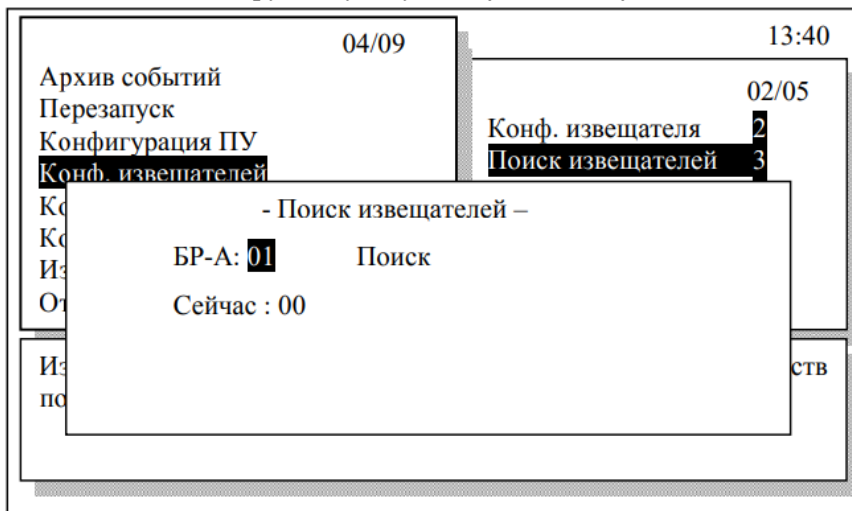 13:40
04/09
Архив событий
Перезапуск
Конфигурация ПУ
Конф. извещателей
02/05
Конф. извещателя 2
Поиск извещателей 3
- Поиск извещателей –
БР-А: 01 Поиск
Сейчас : 00